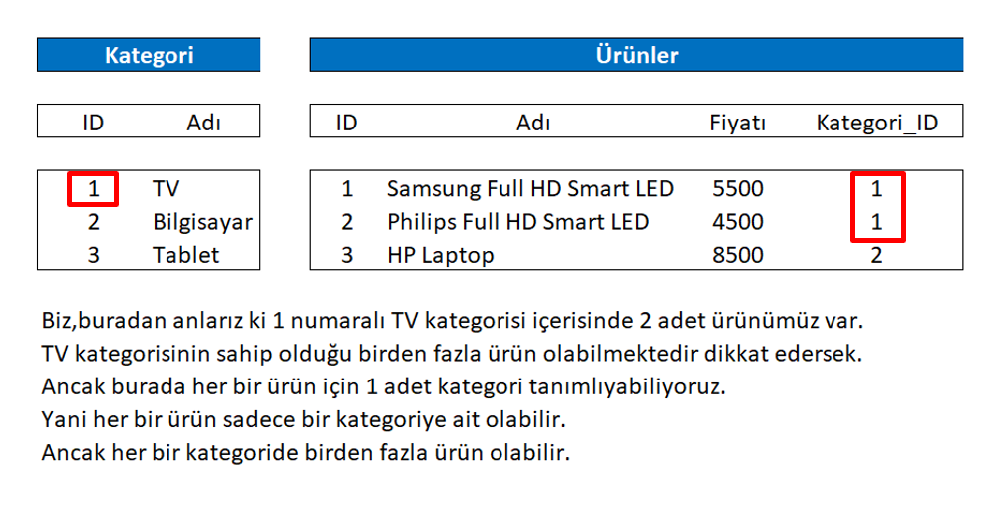 Kategori Ürünler
ID Adı ID Adı Fiyatı Kategori_ID
1 TV 1 Samsung Full HD Smart LED 5500 1
2 Bilgisayar 2 Philips Full HD Smart LED 4500 1
3 Tablet 3 HP Laptop 8500 2
Biz,buradan anlarız ki 1 numaralı TV kategorisi içerisinde 2 adet ürünümüz var.
TV kategorisinin sahip olduğu birden fazla ürün olabilmektedir dikkat edersek.
Ancak burada her bir ürün için 1 adet kategori tanımlıyabiliyoruz.
Yani her bir ürün sadece bir kategoriye ait olabilir.
Ancak her bir kategoride birden fazla ürün olabilir.